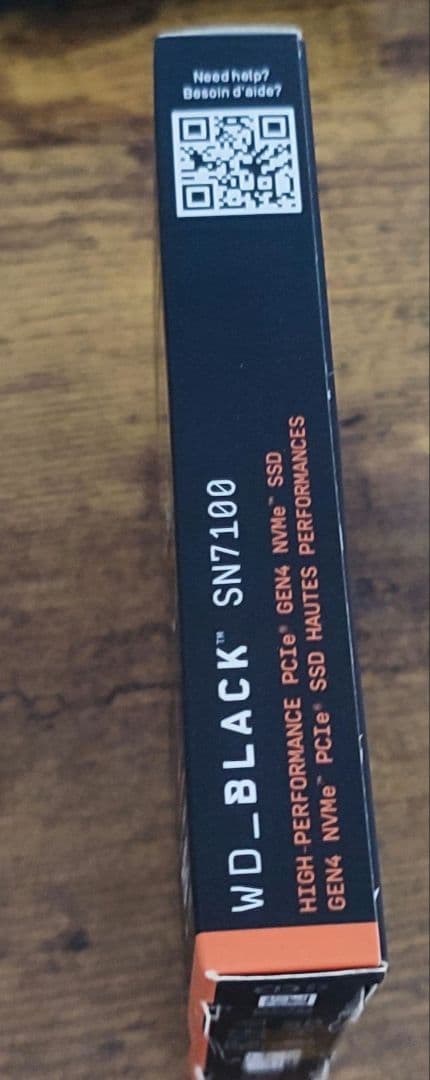 Need help?
Besoin d'aide?
WD_BLACK™ SN7100
HIGH-PERFORMANCE PCIe® GEN4 NVMe™ SSD
GEN4 NVMe™ PCIe® SSD HAUTES PERFORMANCES